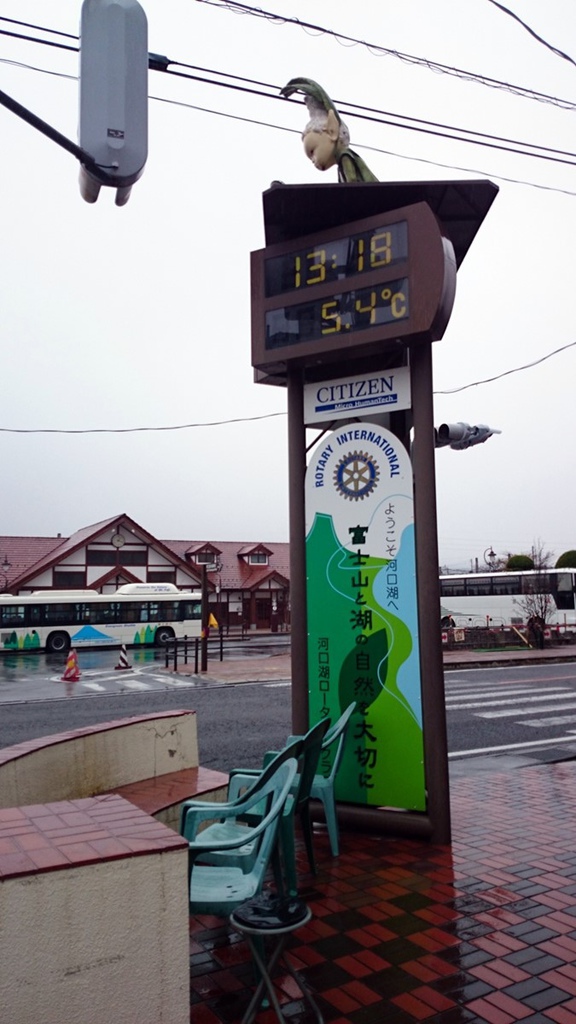 13:18
5.4°C
CITIZEN
Micro HumanTech
ROTARY INTERNATIONAL
ようこそ河口湖へ
富士山と湖の自然を大切に
河口湖ロータ